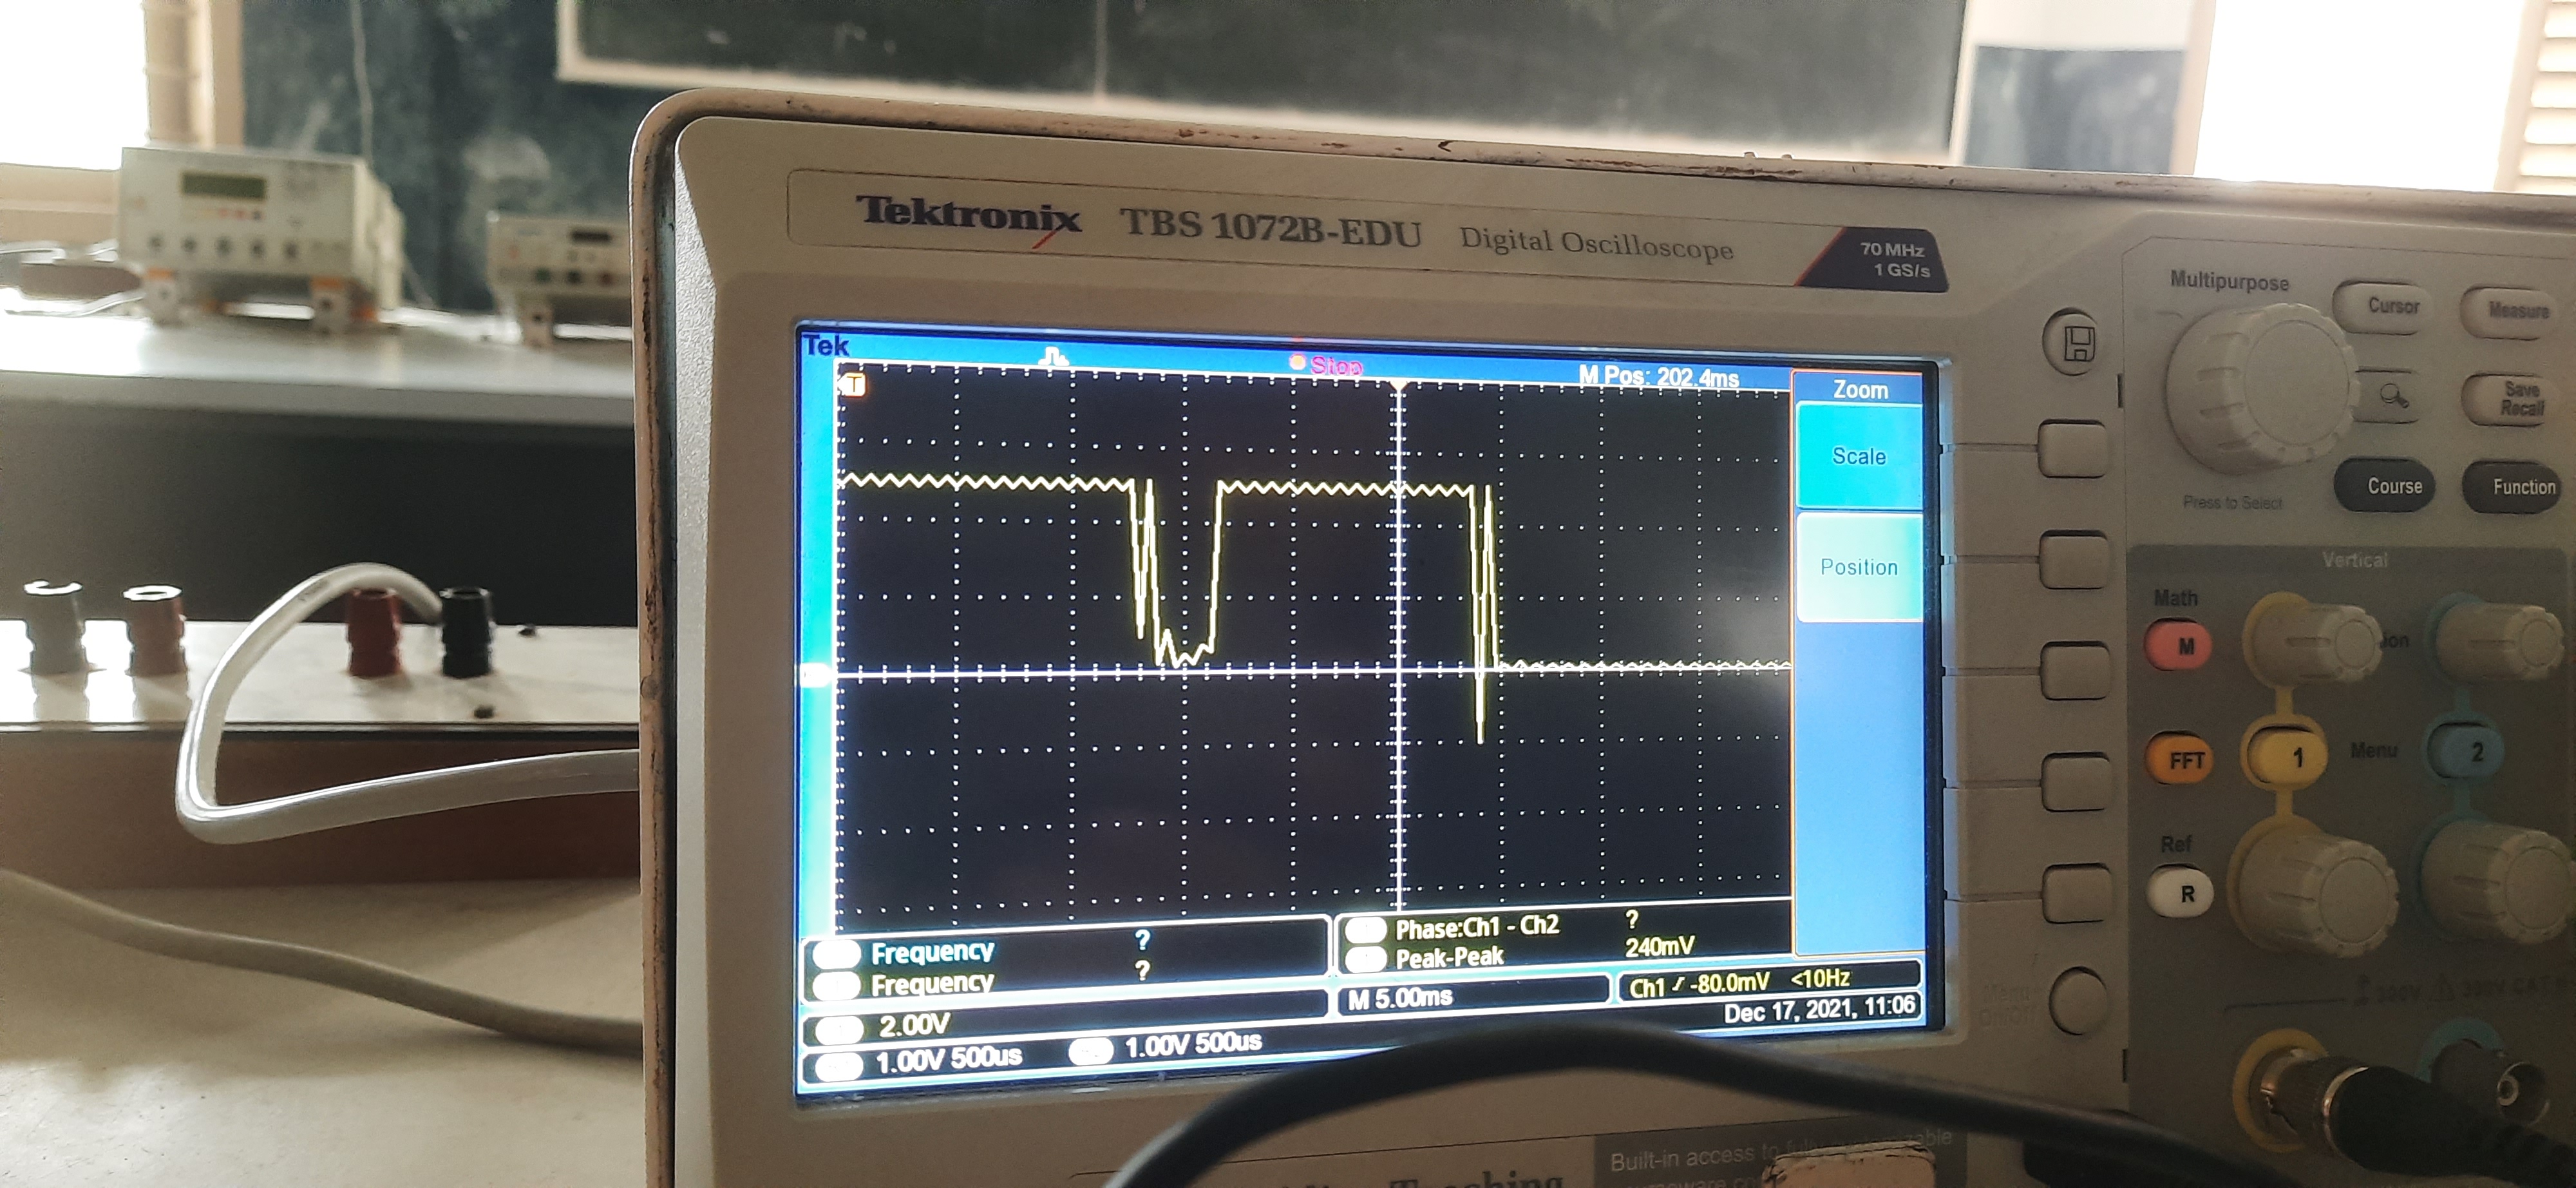 Tektronix TBS 1072B-EDU Digital Oscilloscope
70 MHz
1 GS/s
Tek
Stop
M Pos: 202.4ms
T
Zoom
Scale
Position
Frequency ?
Frequency ?
Phase:Ch1 - Ch2 ?
Peak-Peak 240mV
2.00V
M 5.00ms
Ch1 -80.0mV <10Hz
Dec 17, 2021, 11:06
1.00V 500us
1.00V 500us
Multipurpose
Cursor
Measure
Save
Recall
Press to Select
Course
Function
Vertical
Math
M
FFT
1
Menu
2
Ref
R
Built-in access to
Teaching